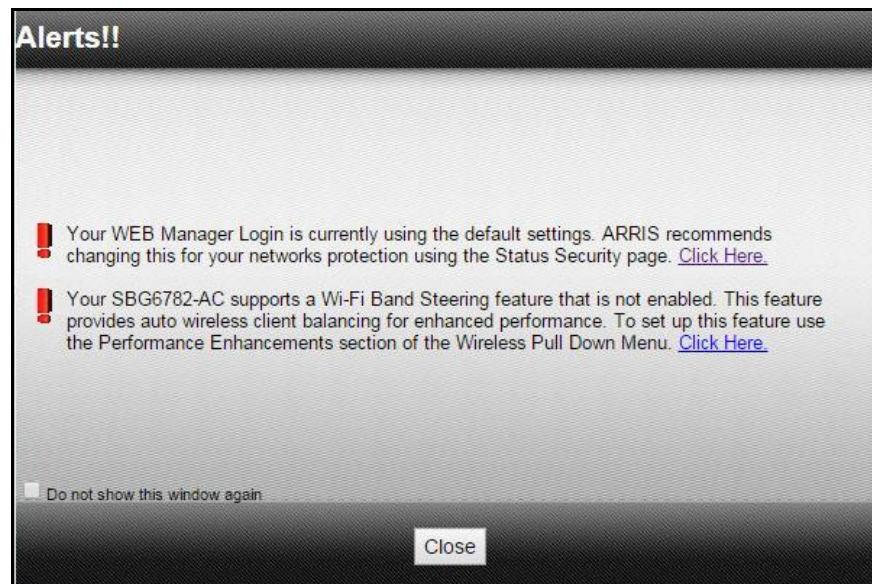 Alerts!!
Your WEB Manager Login is currently using the default settings. ARRIS recommends
changing this for your networks protection using the Status Security page. Click Here.
Your SBG6782-AC supports a Wi-Fi Band Steering feature that is not enabled. This feature
provides auto wireless client balancing for enhanced performance. To set up this feature use
the Performance Enhancements section of the Wireless Pull Down Menu. Click Here.
Do not show this window again
Close